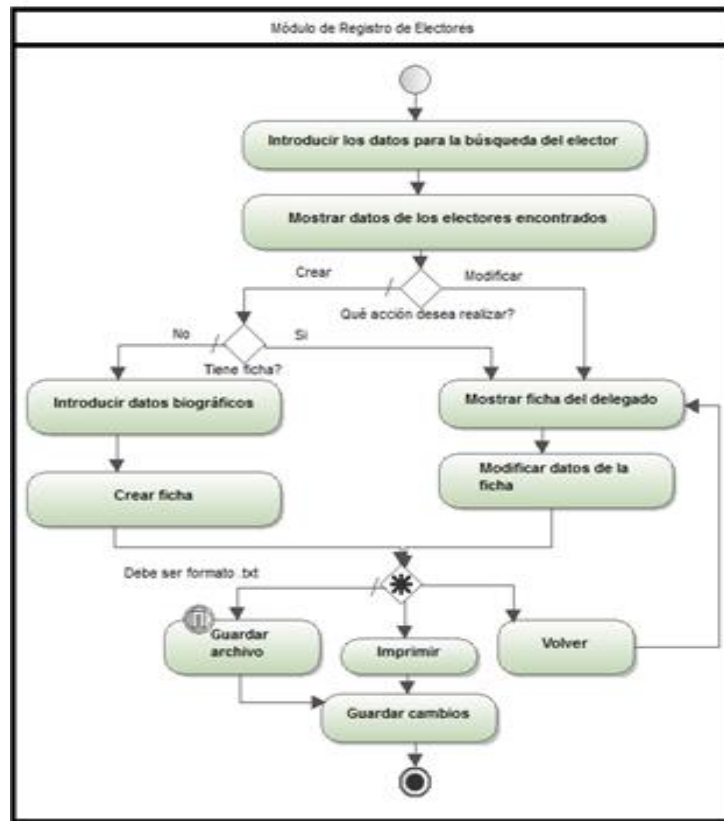 Módulo de Registro de Electores
Introducir los datos para la búsqueda del elector
Mostrar datos de los electores encontrados
Crear
Modificar
Qué acción desea realizar?
No
Si
Tiene ficha?
Introducir datos biográficos
Mostrar ficha del delegado
Crear ficha
Modificar datos de la
ficha
Debe ser formato .txt
Guardar
archivo
Imprimir
Volver
Guardar cambios